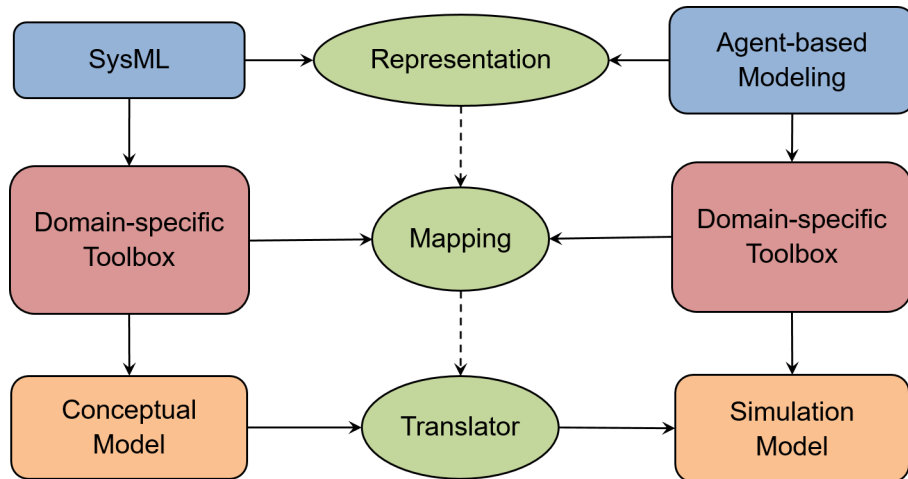 SysML
Representation
Agent-based
Modeling
Domain-specific
Toolbox
Mapping
Domain-specific
Toolbox
Conceptual
Model
Translator
Simulation
Model